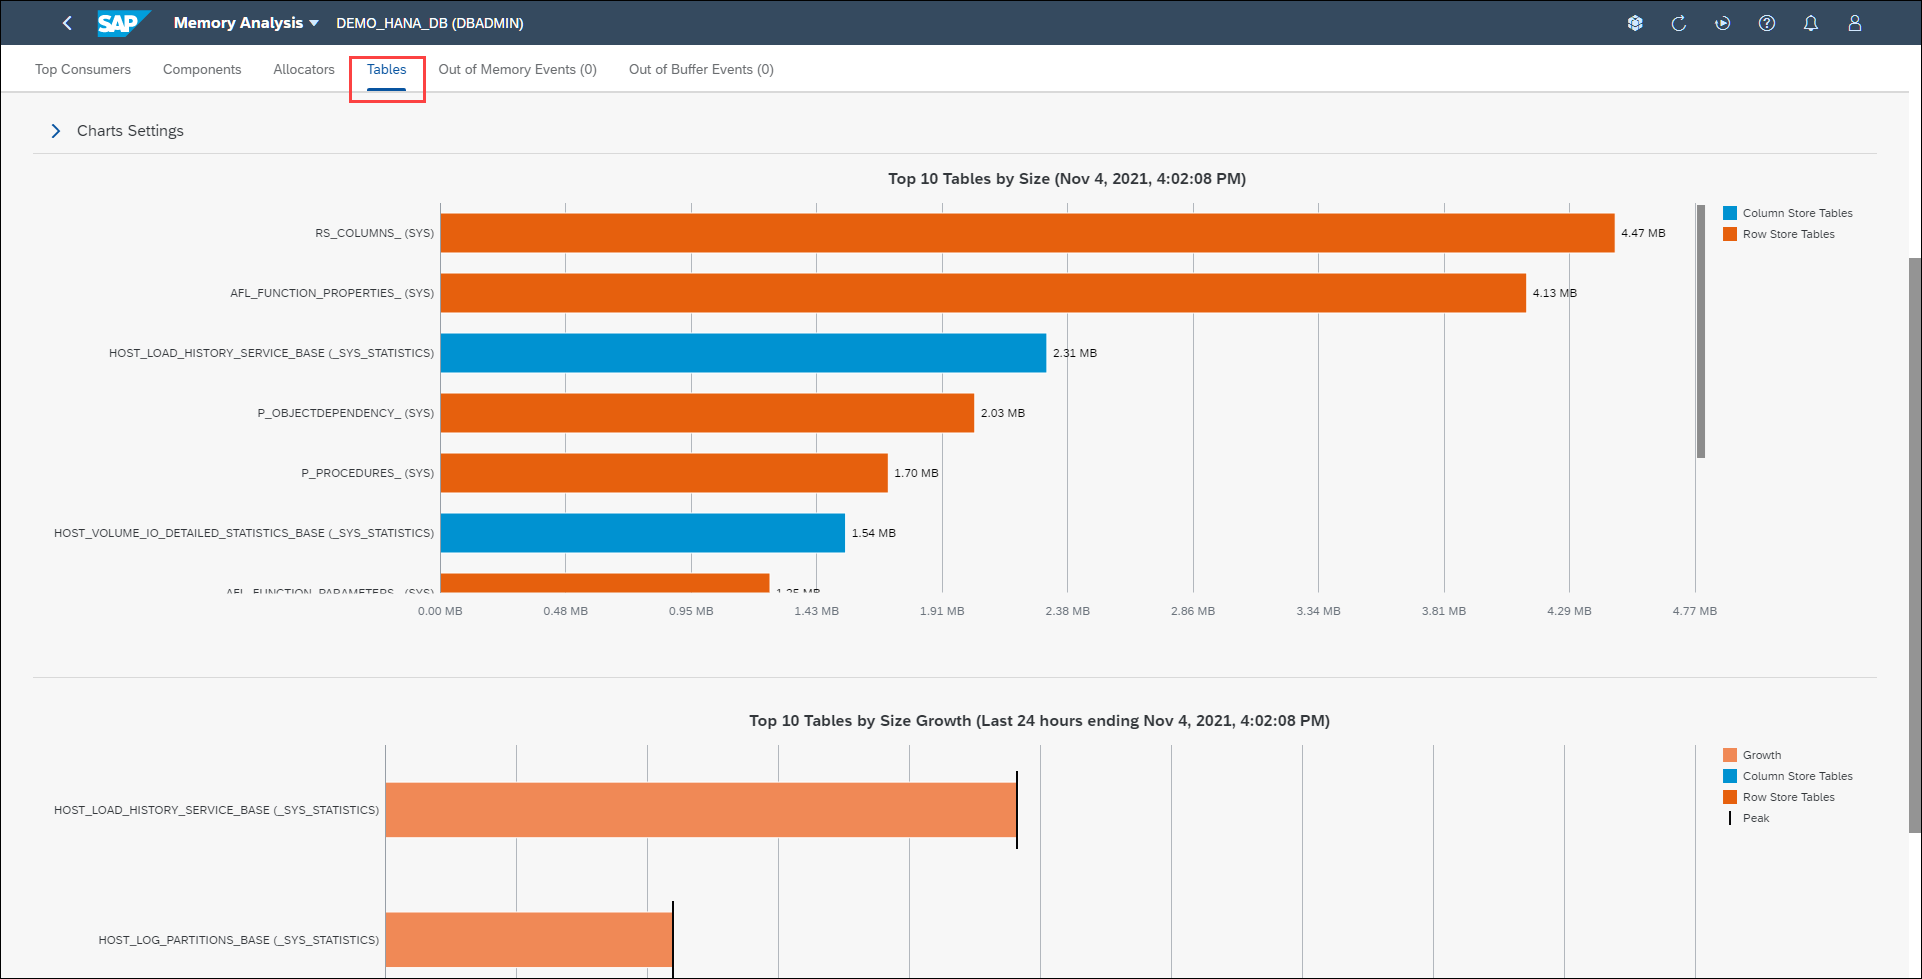 SAP Memory Analysis DEMO_HANA_DB (DBADMIN)
Top Consumers Components Allocators Tables Out of Memory Events (0) Out of Buffer Events (0)
Charts Settings
Top 10 Tables by Size (Nov 4, 2021, 4:02:08 PM)
Column Store Tables
Row Store Tables
RS_COLUMNS_ (SYS) 4.47 MB
AFL_FUNCTION_PROPERTIES_ (SYS) 4.13 MB
HOST_LOAD_HISTORY_SERVICE_BASE (_SYS_STATISTICS) 2.31 MB
P_OBJECTDEPENDENCY_ (SYS) 2.03 MB
P_PROCEDURES_ (SYS) 1.70 MB
HOST_VOLUME_IO_DETAILED_STATISTICS_BASE (_SYS_STATISTICS) 1.54 MB
AFL_FUNCTION_PARAMETERS_ (SYS) 1.25 MB
0.00 MB 0.48 MB 0.95 MB 1.43 MB 1.91 MB 2.38 MB 2.86 MB 3.34 MB 3.81 MB 4.29 MB 4.77 MB
Top 10 Tables by Size Growth (Last 24 hours ending Nov 4, 2021, 4:02:08 PM)
Growth
Column Store Tables
Row Store Tables
Peak
HOST_LOAD_HISTORY_SERVICE_BASE (_SYS_STATISTICS)
HOST_LOG_PARTITIONS_BASE (_SYS_STATISTICS)